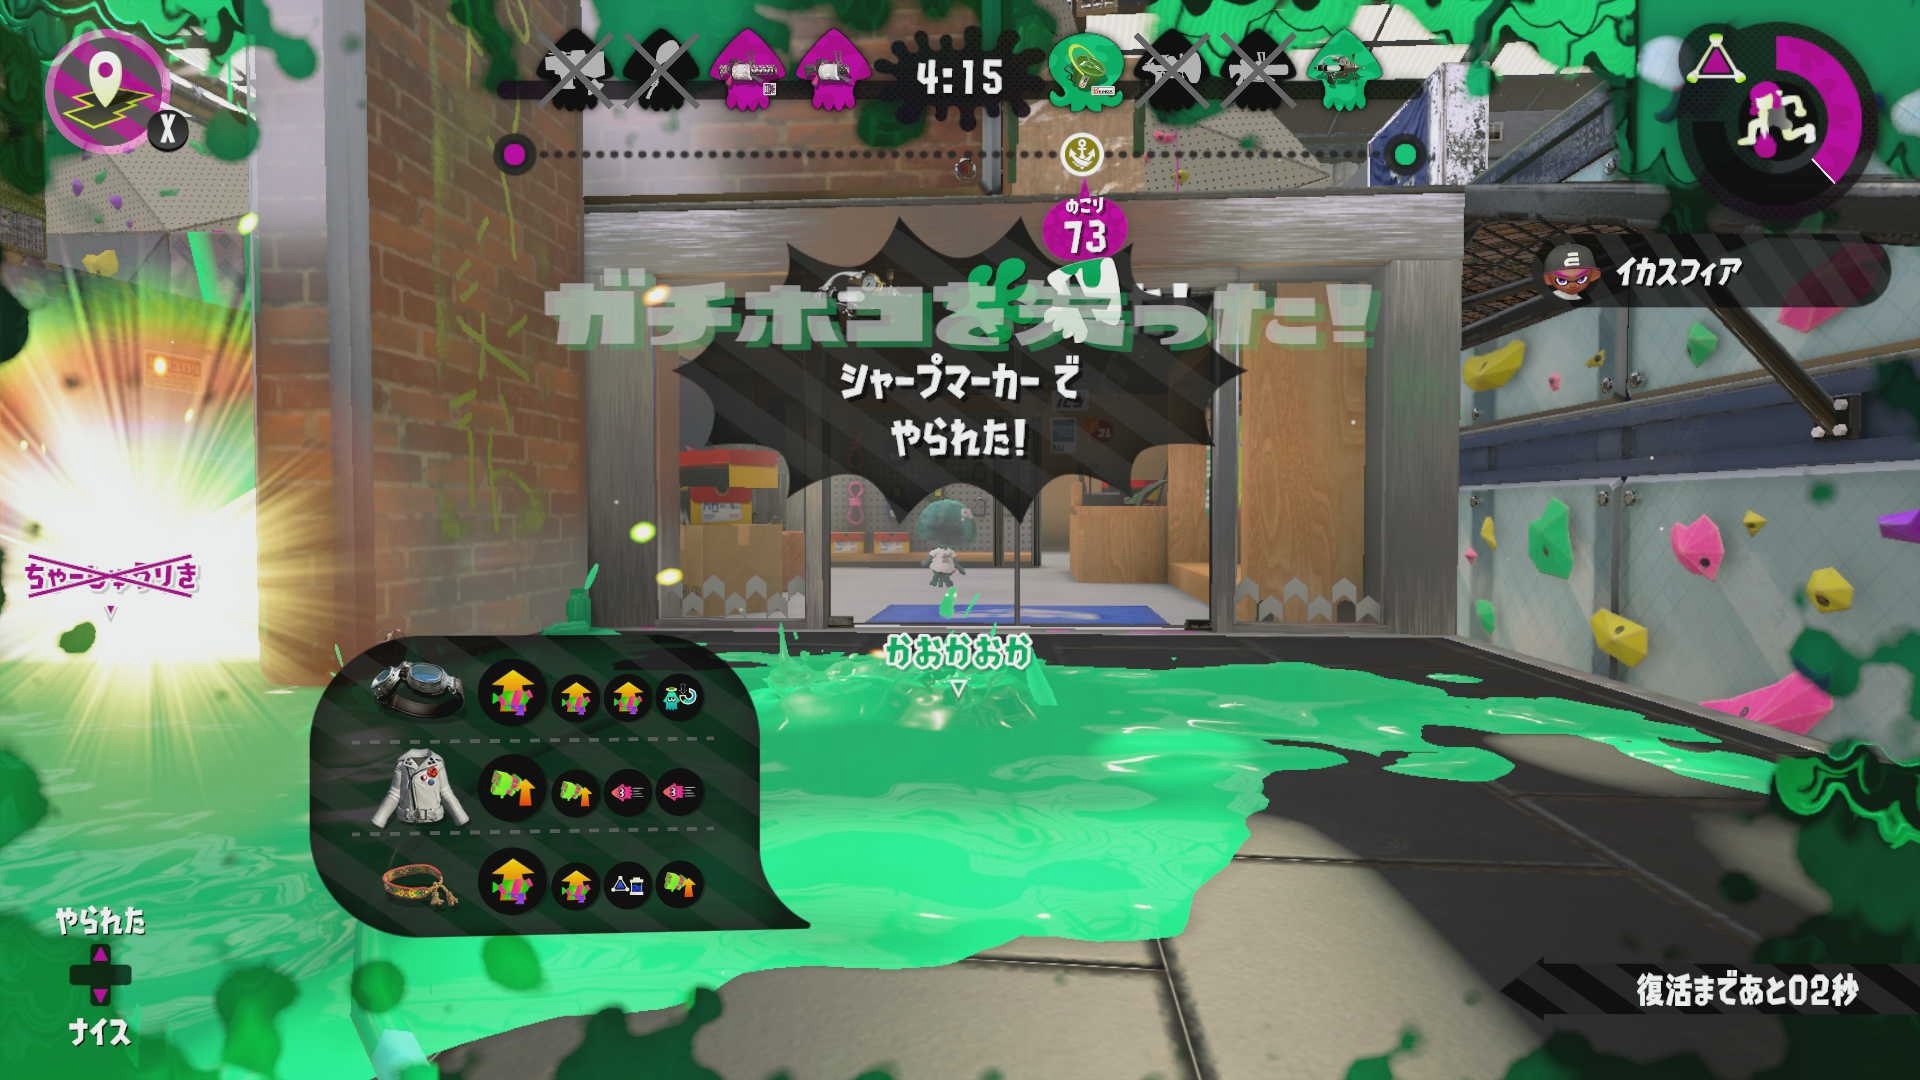 4:15
X
のこり
73
イカスフィア
ガチホコを失った!
シャープマーカー で
やられた!
かおかおか
やられた
ナイス
復活まであと02秒